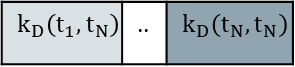 k_D(t_1, t_N) .. k_D(t_N, t_N)